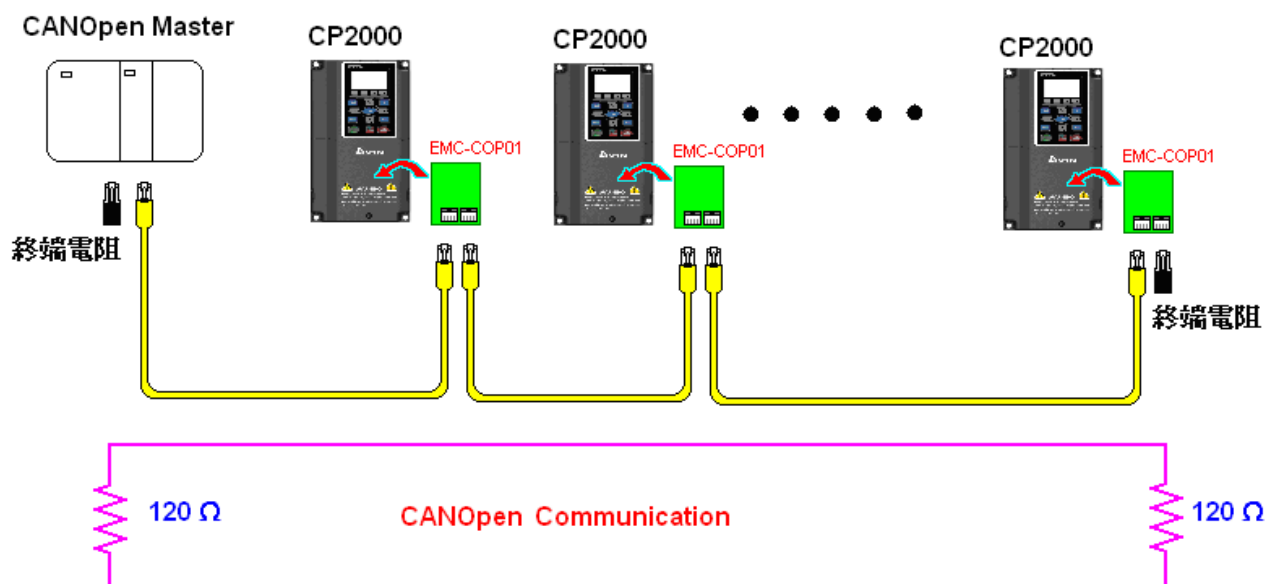 CANOpen Master
CP2000
CP2000
CP2000
EMC-COP01
EMC-COP01
EMC-COP01
終端電阻
終端電阻
120 Ω
CANOpen Communication
120 Ω